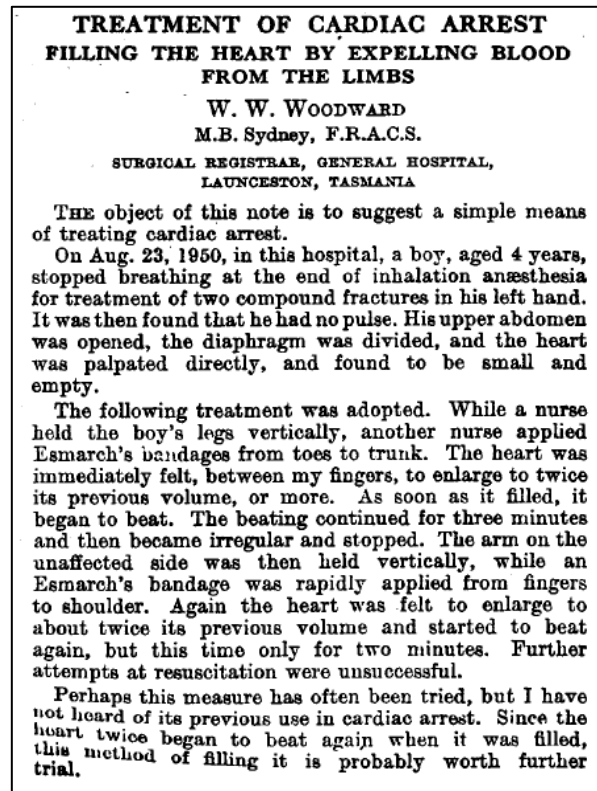 TREATMENT OF CARDIAC ARREST
FILLING THE HEART BY EXPELLING BLOOD
FROM THE LIMBS
W. W. WOODWARD
M.B. Sydney, F.R.A.C.S.
SURGICAL REGISTRAR, GENERAL HOSPITAL,
LAUNCESTON, TASMANIA
THE object of this note is to suggest a simple means
of treating cardiac arrest.
On Aug. 23, 1950, in this hospital, a boy, aged 4 years,
stopped breathing at the end of inhalation anæsthesia
for treatment of two compound fractures in his left hand.
It was then found that he had no pulse. His upper abdomen
was opened, the diaphragm was divided, and the heart
was palpated directly, and found to be small and
empty.
The following treatment was adopted. While a nurse
held the boy's legs vertically, another nurse applied
Esmarch's bandages from toes to trunk. The heart was
immediately felt, between my fingers, to enlarge to twice
its previous volume, or more. As soon as it filled, it
began to beat. The beating continued for three minutes
and then became irregular and stopped. The arm on the
unaffected side was then held vertically, while an
Esmarch's bandage was rapidly applied from fingers
to shoulder. Again the heart was felt to enlarge to
about twice its previous volume and started to beat
again, but this time only for two minutes. Further
attempts at resuscitation were unsuccessful.
Perhaps this measure has often been tried, but I have
not heard of its previous use in cardiac arrest. Since the
heart twice began to beat again when it was filled,
this method of filling it is probably worth further
trial.